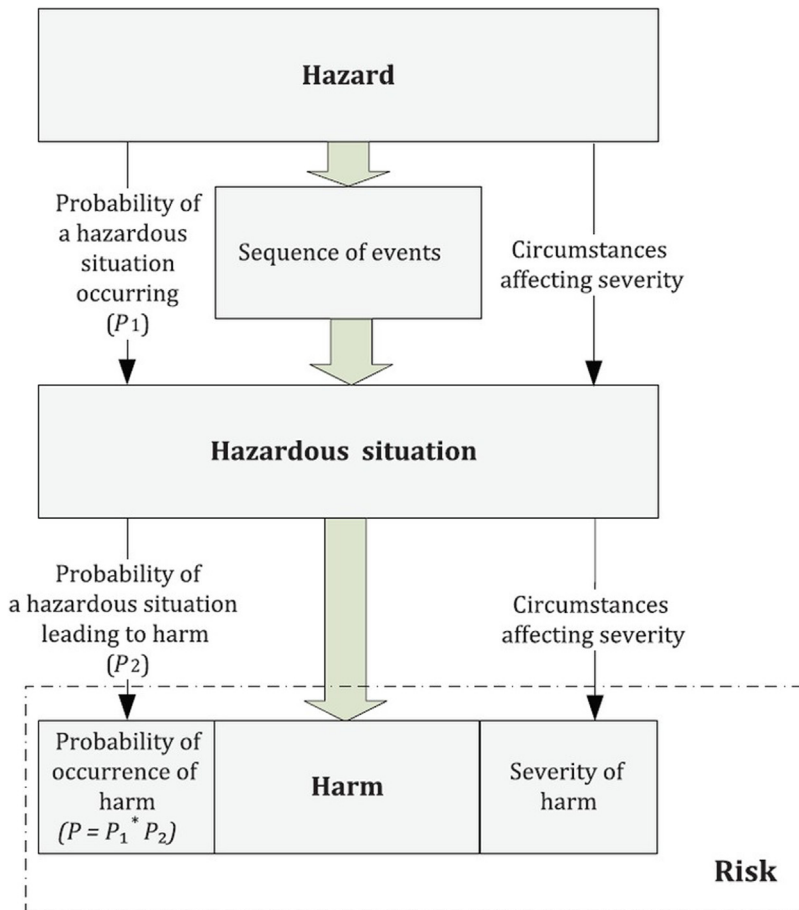 Hazard
Probability of
a hazardous
situation
occurring
(P1)
Sequence of events
Circumstances
affecting severity
Hazardous situation
Probability of
a hazardous situation
leading to harm
(P2)
Circumstances
affecting severity
Probability of
occurrence of
harm
(P = P₁* P₂)
Harm
Severity of
harm
Risk